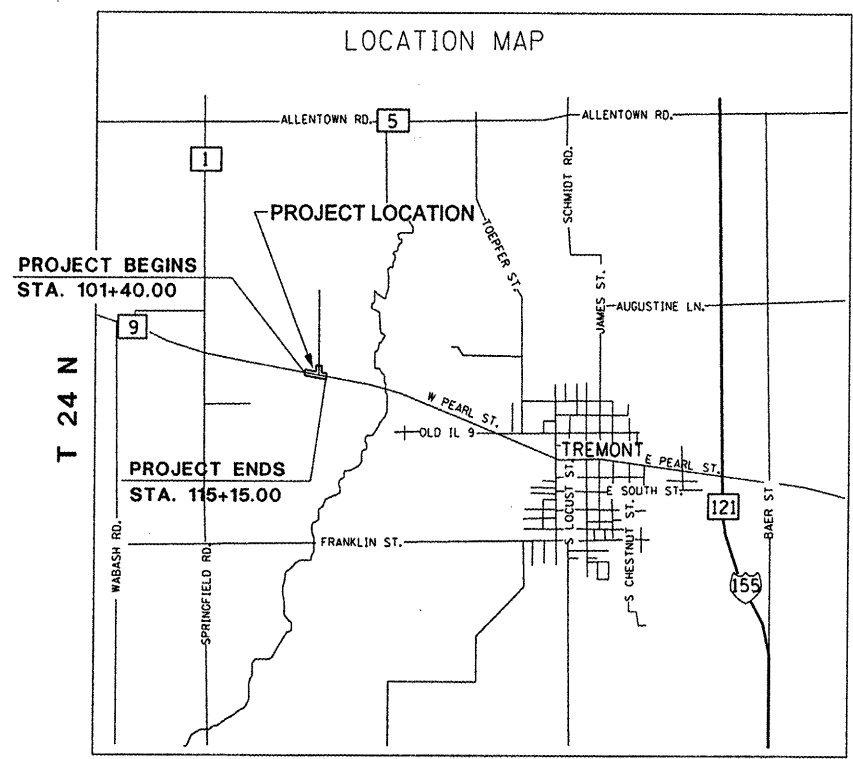 LOCATION MAP
ALLENTOWN RD.
5
ALLENTOWN RD.
1
SCHMIDT RD.
PROJECT LOCATION
TOEPFER ST.
PROJECT BEGINS
STA. 101+40.00
JAMES ST.
AUGUSTINE LN.
9
T 24 N
W PEARL ST.
OLD IL 9
TREMONT
E PEARL ST.
PROJECT ENDS
STA. 115+15.00
S LOCUST ST.
E SOUTH ST.
121
BAER ST
WABASH RD.
SPRINGFIELD RD.
FRANKLIN ST.
S CHESTNUT ST.
155